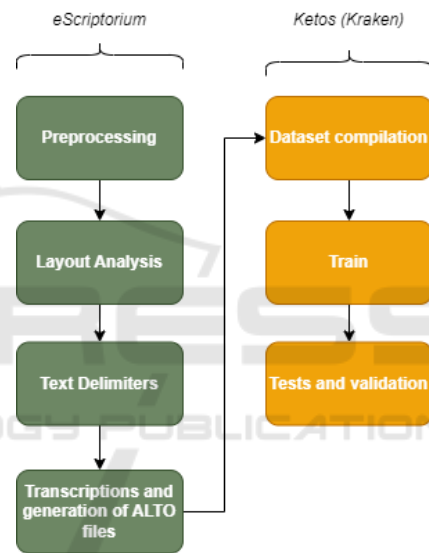 eScriptorium
Preprocessing
Layout Analysis
Text Delimiters
Transcriptions and
generation of ALTO
files
Ketos (Kraken)
Dataset compilation
Train
Tests and validation